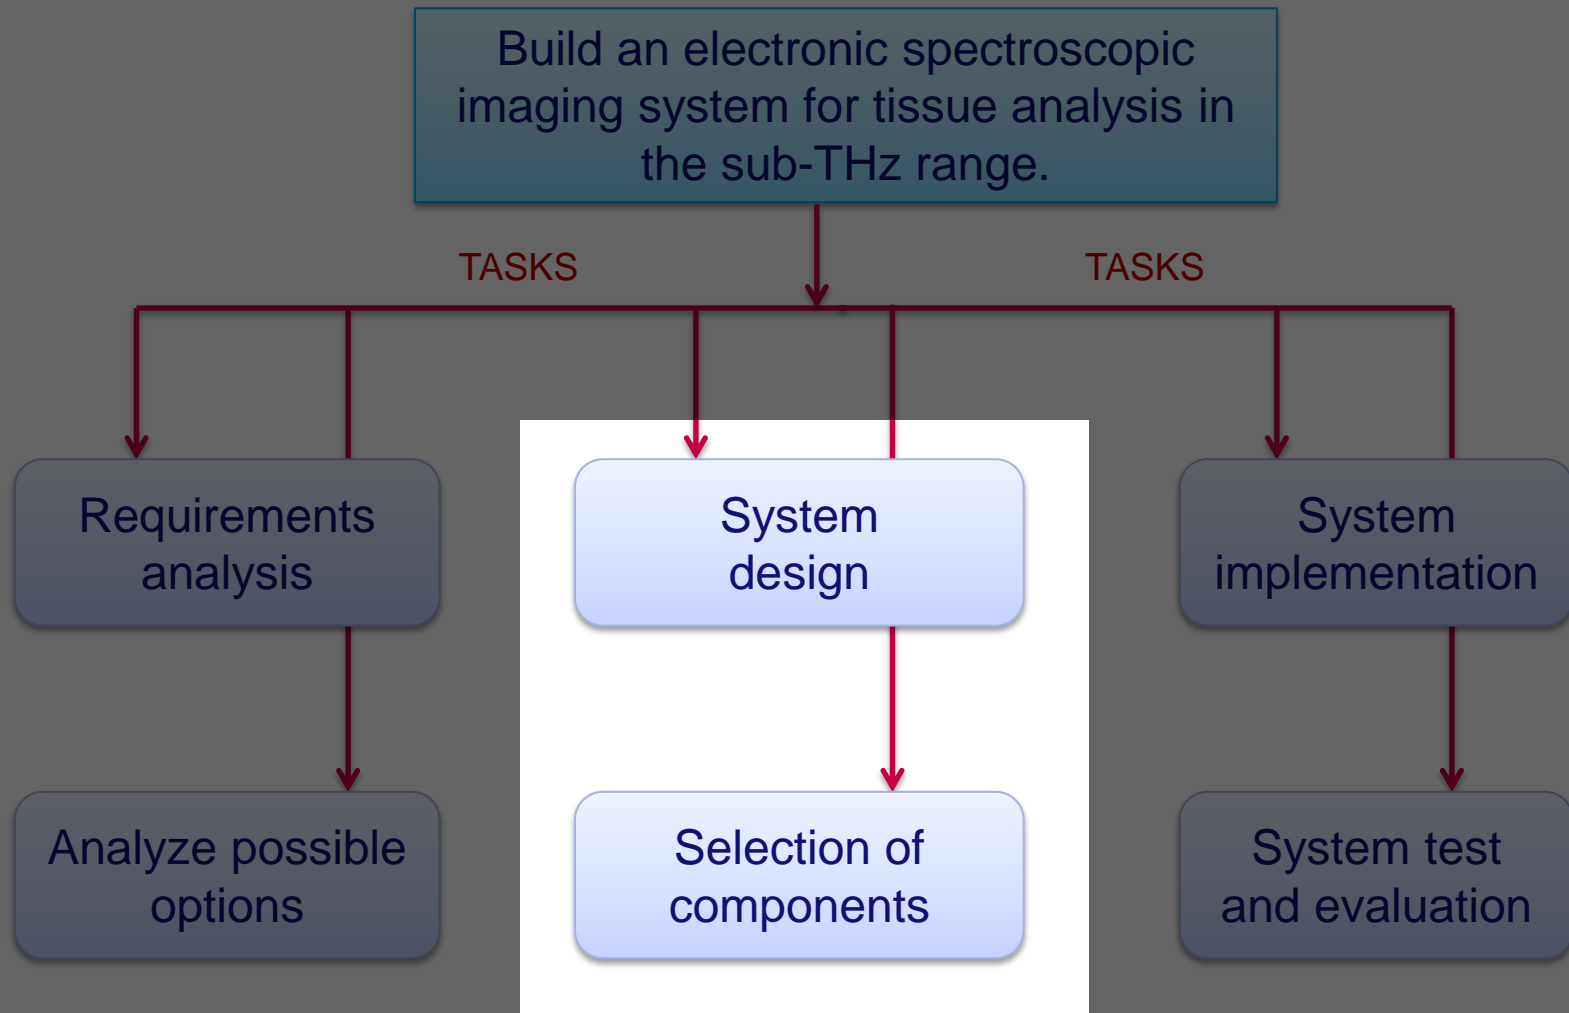 Build an electronic spectroscopic
imaging system for tissue analysis in
the sub-THz range.
TASKS
TASKS
Requirements
analysis
System
design
System
implementation
Analyze possible
options
Selection of
components
System test
and evaluation